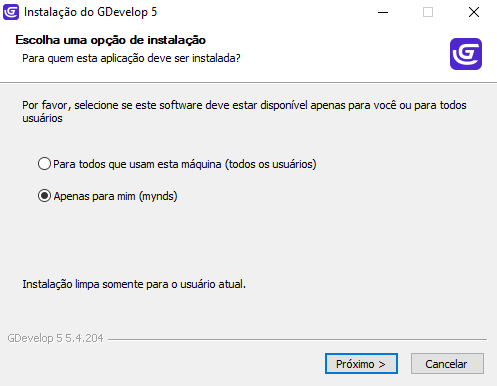 Instalação do GDevelop 5
Escolha uma opção de instalação
Para quem esta aplicação deve ser instalada?
Por favor, selecione se este software deve estar disponível apenas para você ou para todos
usuários
Para todos que usam esta máquina (todos os usuários)
Apenas para mim (mynds)
Instalação limpa somente para o usuário atual.
GDevelop 5 5.4.204
Próximo >
Cancelar